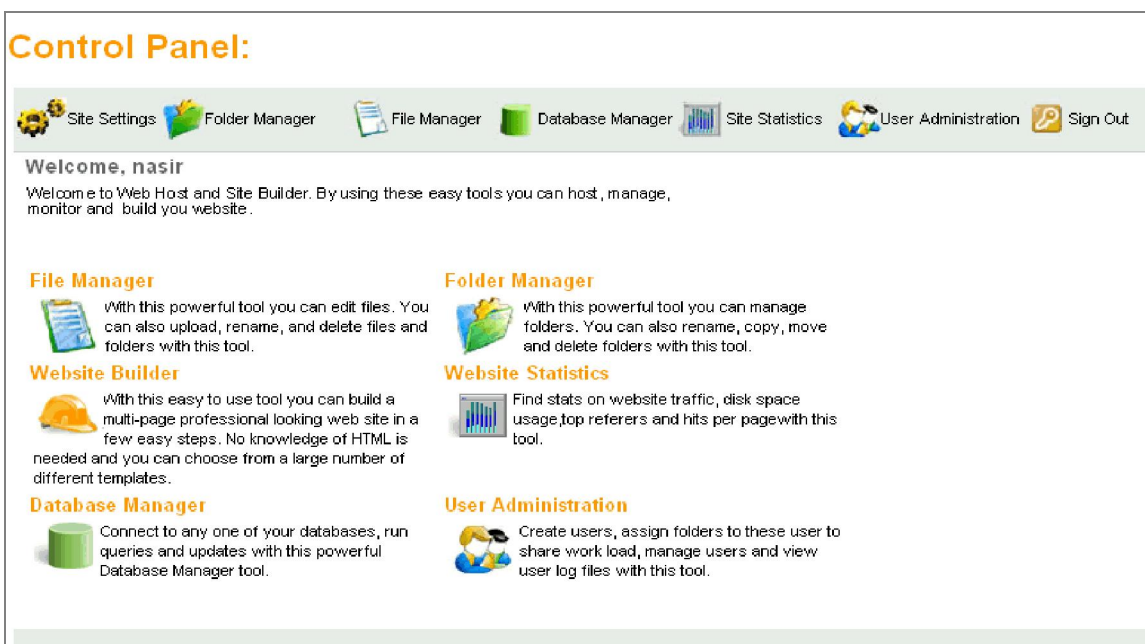 Control Panel:
Site Settings Folder Manager File Manager Database Manager Site Statistics User Administration Sign Out
Welcome, nasir
Welcome to Web Host and Site Builder. By using these easy tools you can host, manage,
monitor and build you website.
File Manager
With this powerful tool you can edit files. You
can also upload, rename, and delete files and
folders with this tool.
Folder Manager
With this powerful tool you can manage
folders. You can also rename, copy, move
and delete folders with this tool.
Website Builder
With this easy to use tool you can build a
multi-page professional looking web site in a
few easy steps. No knowledge of HTML is
needed and you can choose from a large number of
different templates.
Website Statistics
Find stats on website traffic, disk space
usage,top referers and hits per pagewith this
tool.
Database Manager
Connect to any one of your databases, run
queries and updates with this powerful
Database Manager tool.
User Administration
Create users, assign folders to these user to
share work load, manage users and view
user log files with this tool.